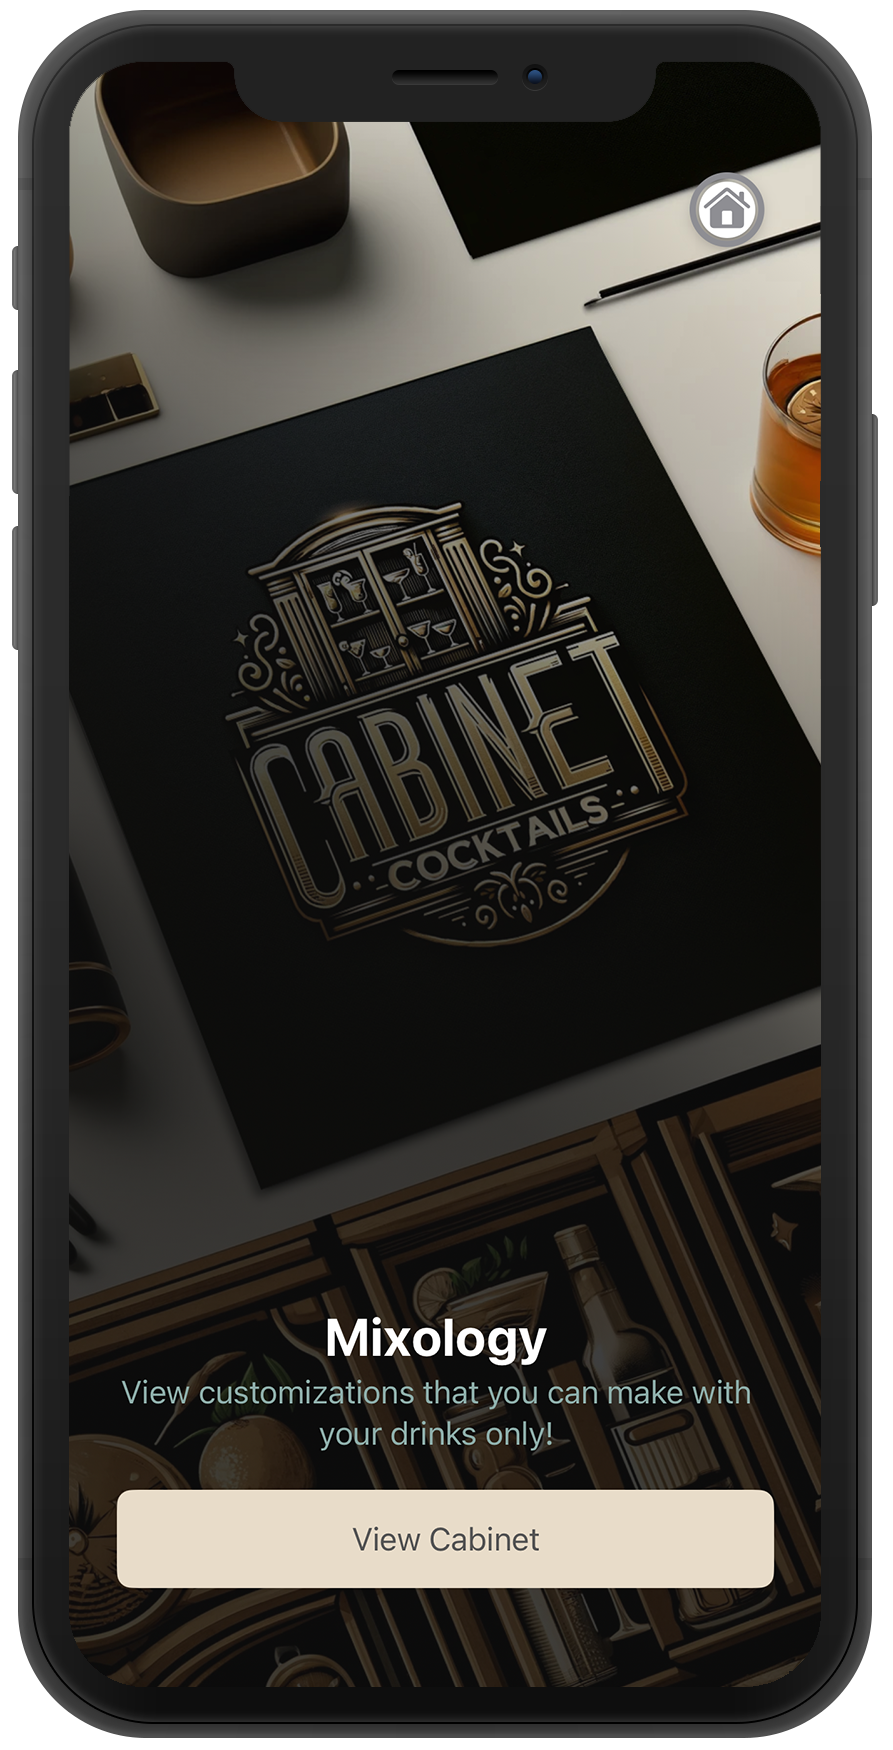 CABINET
COCKTAILS
Mixology
View customizations that you can make with
your drinks only!
View Cabinet